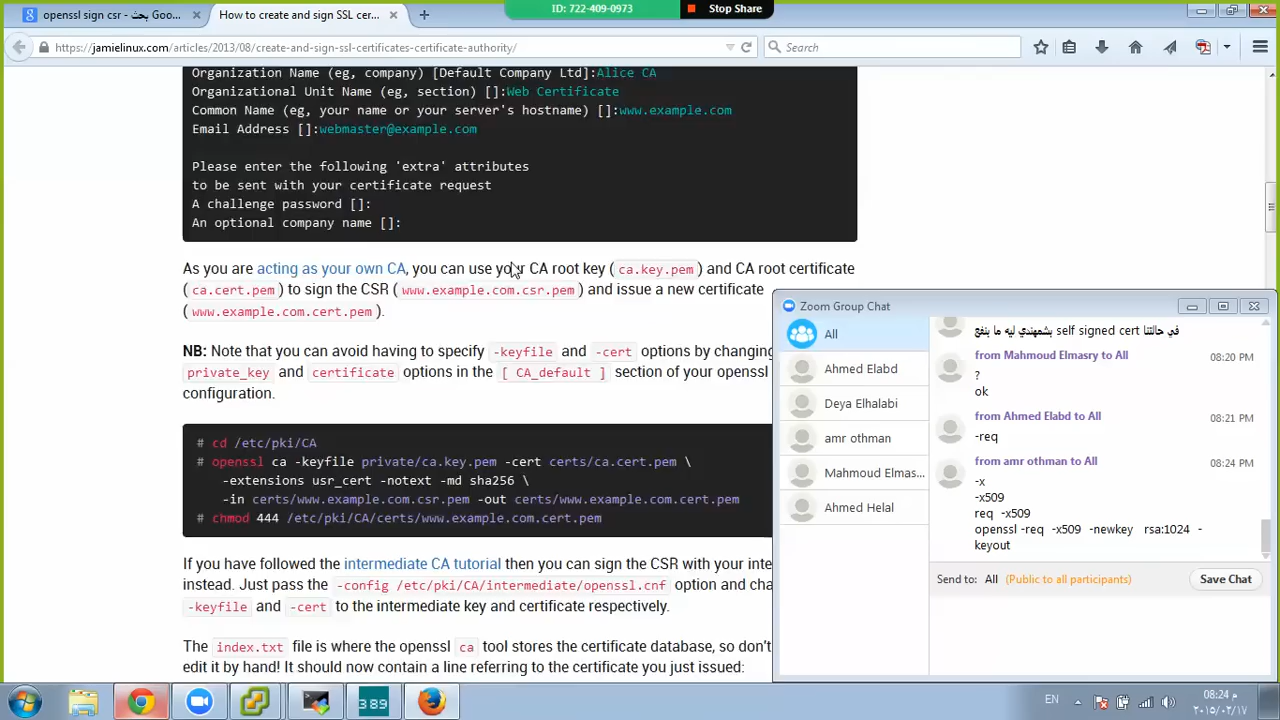 ID: 722-409-0973
Stop Share
openssl sign csr - بحث Goo...
How to create and sign SSL cer...
https://jamielinux.com/articles/2013/08/create-and-sign-ssl-certificates-certificate-authority/
Search
Organization Name (eg, company) [Default Company Ltd]:Alice CA
Organizational Unit Name (eg, section) []:Web Certificate
Common Name (eg, your name or your server's hostname) []:www.example.com
Email Address []:webmaster@example.com
Please enter the following 'extra' attributes
to be sent with your certificate request
A challenge password []:
An optional company name []:
As you are acting as your own CA, you can use your CA root key (ca.key.pem) and CA root certificate
(ca.cert.pem) to sign the CSR (www.example.com.csr.pem) and issue a new certificate
(www.example.com.cert.pem).
NB: Note that you can avoid having to specify -keyfile and -cert options by changing
private_key and certificate options in the [ CA_default ] section of your openssl
configuration.
# cd /etc/pki/CA
# openssl ca -keyfile private/ca.key.pem -cert certs/ca.cert.pem \
-extensions usr_cert -notext -md sha256 \
-in certs/www.example.com.csr.pem -out certs/www.example.com.cert.pem
# chmod 444 /etc/pki/CA/certs/www.example.com.cert.pem
If you have followed the intermediate CA tutorial then you can sign the CSR with your inte
instead. Just pass the -config /etc/pki/CA/intermediate/openssl.cnf option and cha
-keyfile and -cert to the intermediate key and certificate respectively.
The index.txt file is where the openssl ca tool stores the certificate database, so don't
edit it by hand! It should now contain a line referring to the certificate you just issued:
Zoom Group Chat
All
Ahmed Elabd
Deya Elhalabi
amr othman
Mahmoud Elmas...
Ahmed Helal
بشمهندي ليه ما ينفع self signed cert في حالتنا
from Mahmoud Elmasry to All 08:20 PM
?
ok
from Ahmed Elabd to All 08:21 PM
-req
from amr othman to All 08:24 PM
-x
-x509
req -x509
openssl -req -x509 -newkey rsa:1024 -
keyout
Send to: All (Public to all participants)
Save Chat
389
EN
08:24 م
٢٠١٥/٠٢/١٧